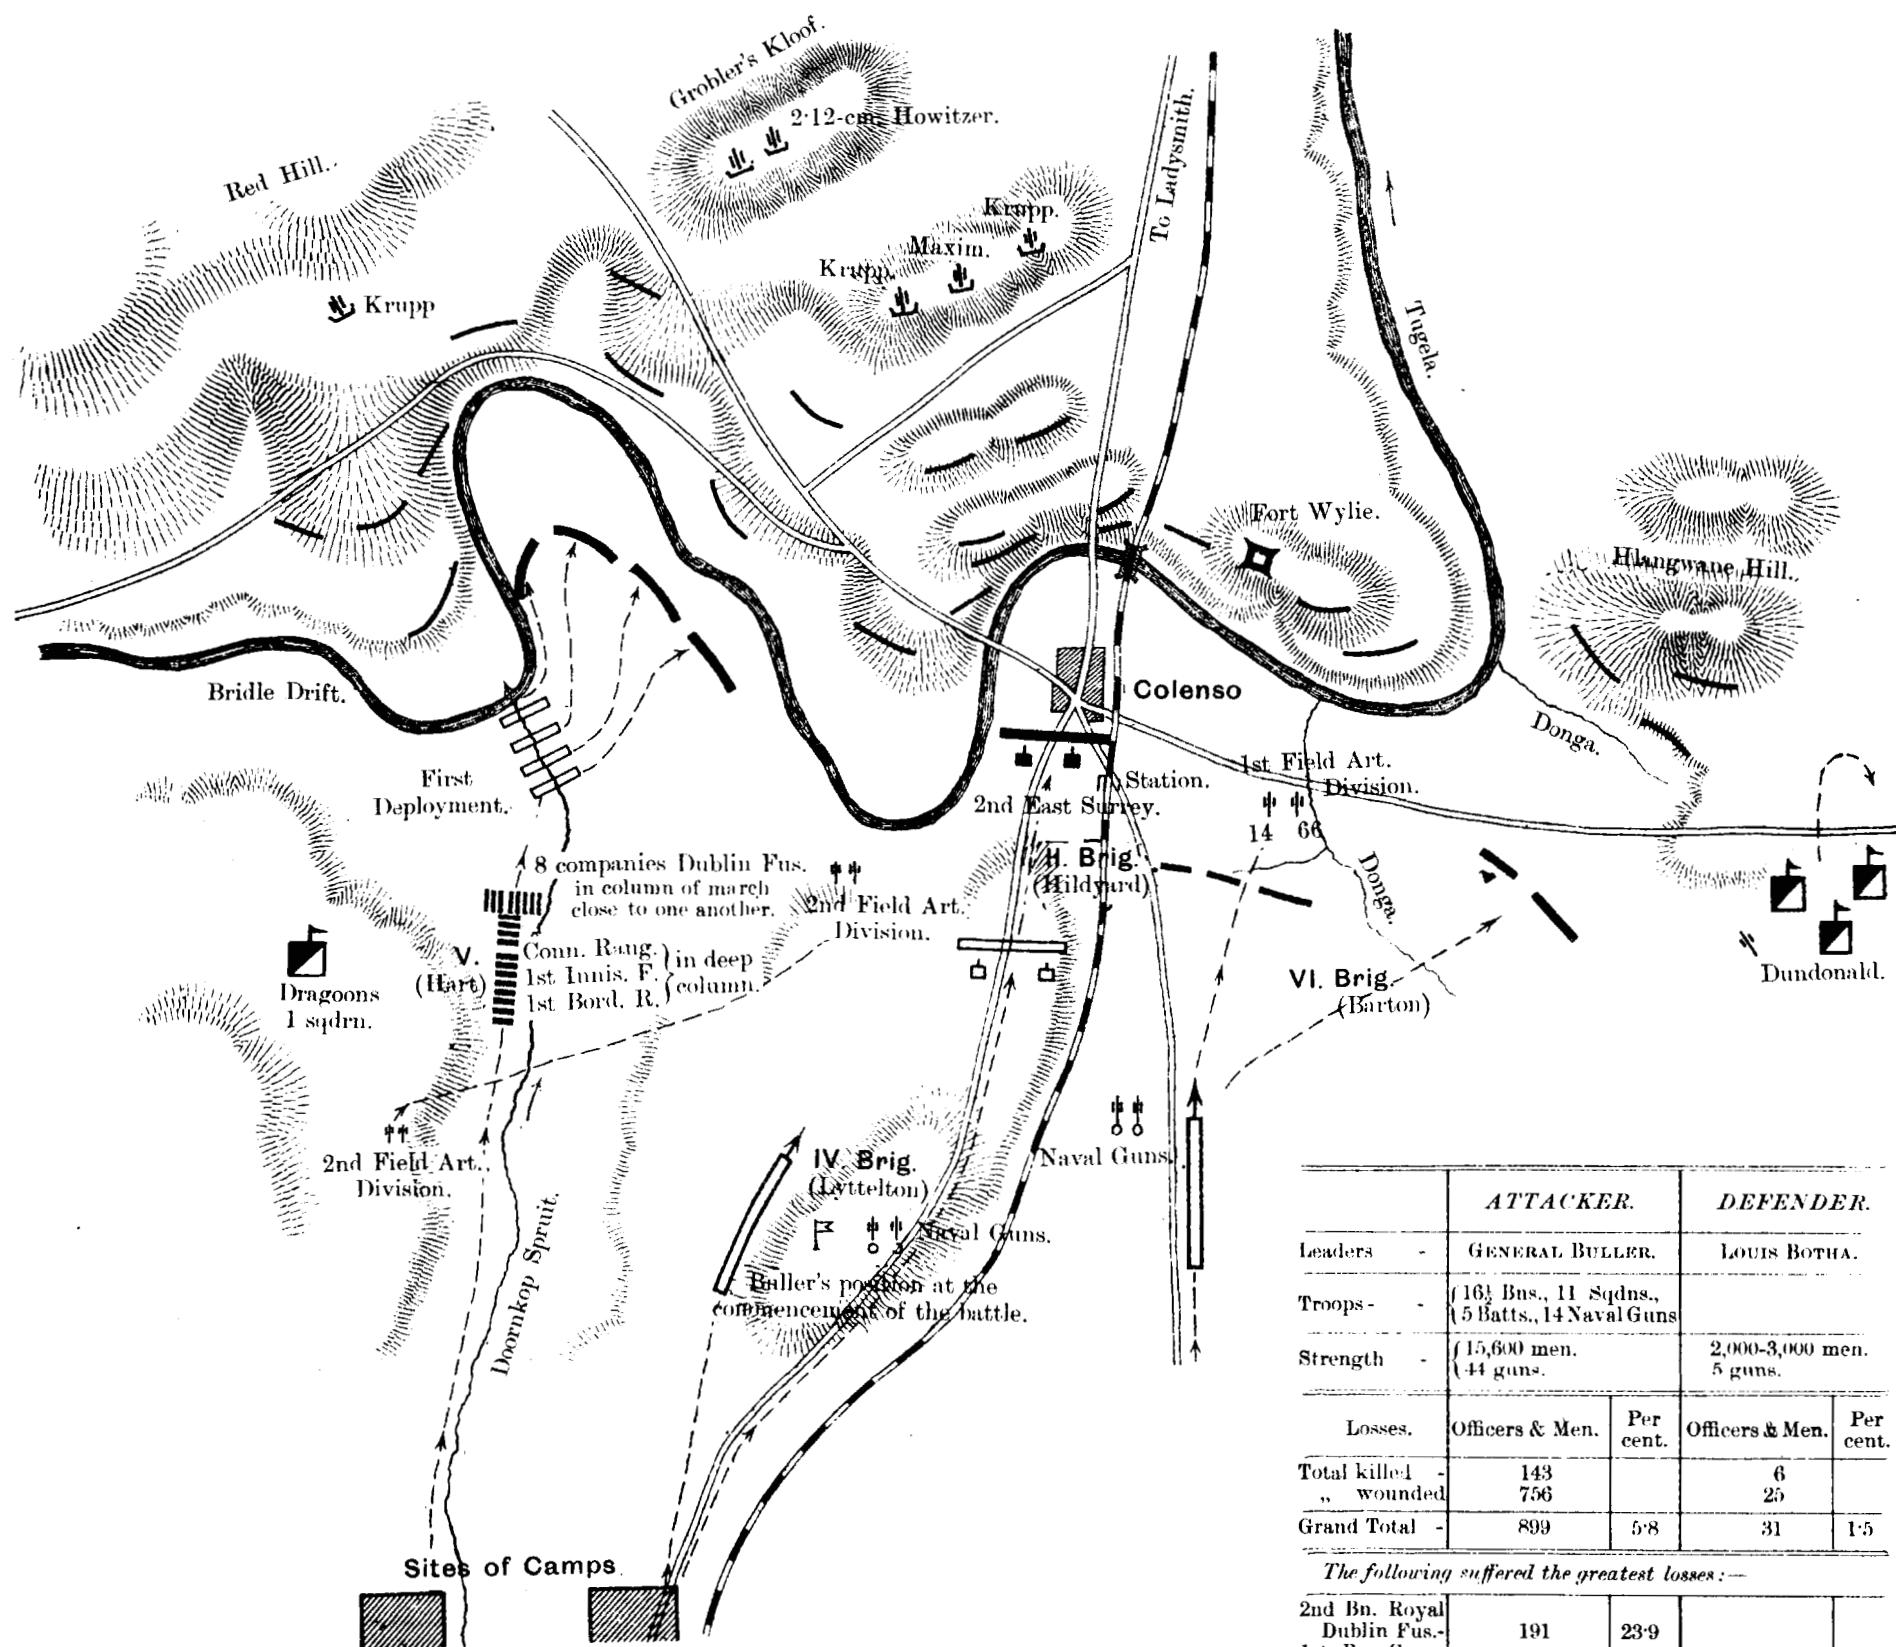 Grobler's Kloof.
2·12-cm. Howitzer.
Red Hill.
To Ladysmith.
Krupp.
Maxim.
Krupp.
Krupp
Tugela.
Fort Wylie.
Hlangwane Hill.
Bridle Drift.
Colenso
Donga.
First
Deployment.
Station.
2nd East Surrey.
1st Field Art.
Division.
14 66
8 companies Dublin Fus.
in column of march
close to one another.
II. Brig.
(Hildyard)
Donga.
2nd Field Art.
Division.
V.
(Hart)
Conn. Rang.
1st Innis. F.
1st Bord. R.
in deep
column.
Dragoons
1 sqdrn.
VI. Brig.
(Barton)
Dundonald.
2nd Field Art.
Division.
IV. Brig.
(Lyttelton)
Naval Guns.
Naval Guns.
Buller's position at the
commencement of the battle.
Doornkop Spruit.
Sites of Camps
ATTACKER. DEFENDER.
Leaders - GENERAL BULLER. LOUIS BOTHA.
Troops - - { 16½ Bns., 11 Sqdns.,
{ 5 Batts., 14 Naval Guns
Strength - { 15,600 men. 2,000-3,000 men.
{ 44 guns. 5 guns.
Losses. Officers & Men. Per cent. Officers & Men. Per cent.
Total killed - 143 6
„ wounded 756 25
Grand Total - 899 5·8 31 1·5
The following suffered the greatest losses:—
2nd Bn. Royal
Dublin Fus.- 191 23·9